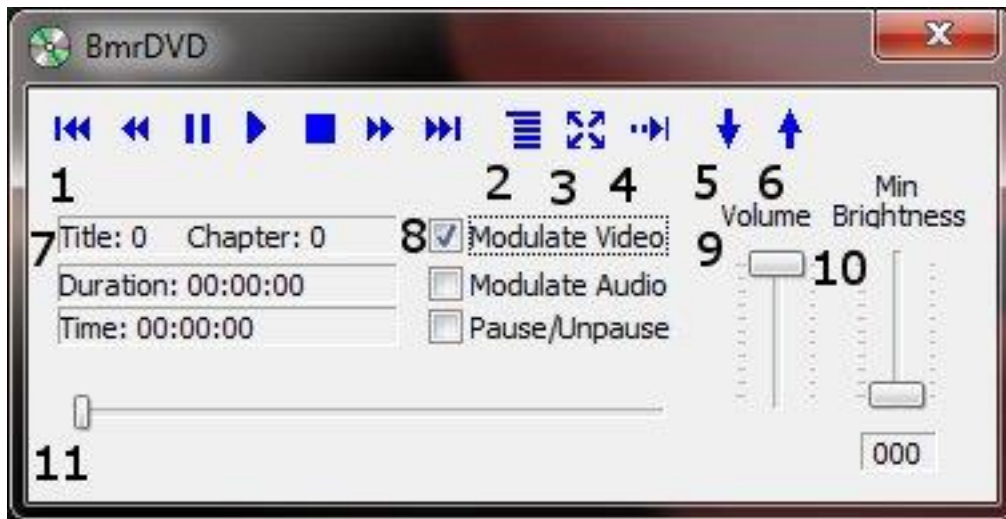 BmrDVD
1 2 3 4 5 6 Min
Volume Brightness
7 Title: 0 Chapter: 0 8 Modulate Video 9 10
Duration: 00:00:00 Modulate Audio
Time: 00:00:00 Pause/Unpause
11 000